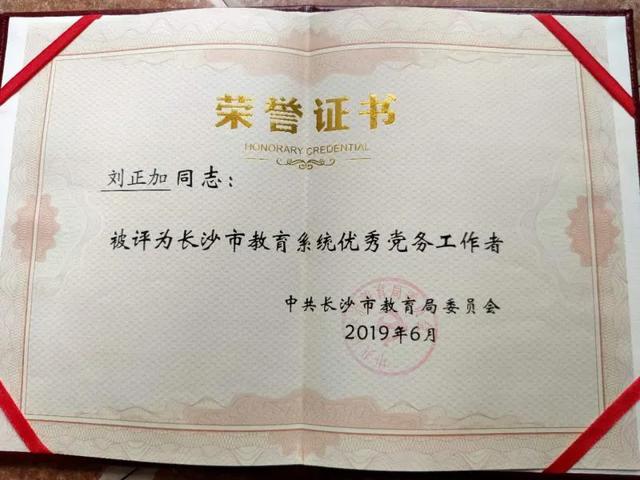 荣誉证书
HONORARY CREDENTIAL
刘正加同志：
被评为长沙市教育系统优秀党务工作者
中共长沙市教育局委员会
2019年6月